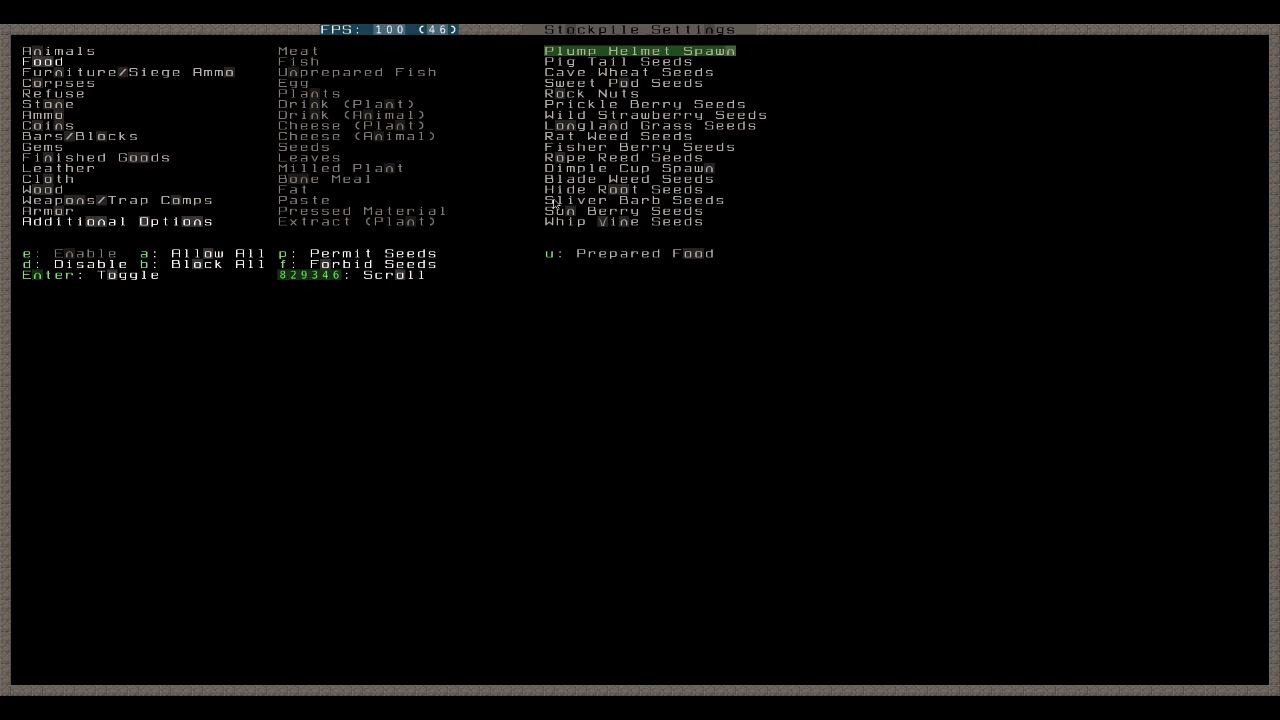 FPS: 100 (46) Stockpile Settings
Animals Meat Plump Helmet Spawn
Food Fish Pig Tail Seeds
Furniture/Siege Ammo Unprepared Fish Cave Wheat Seeds
Corpses Egg Sweet Pod Seeds
Refuse Plants Rock Nuts
Stone Drink (Plant) Prickle Berry Seeds
Ammo Drink (Animal) Wild Strawberry Seeds
Coins Cheese (Plant) Longland Grass Seeds
Bars/Blocks Cheese (Animal) Rat Weed Seeds
Gems Seeds Fisher Berry Seeds
Finished Goods Leaves Rope Reed Seeds
Leather Milled Plant Dimple Cup Spawn
Cloth Bone Meal Blade Weed Seeds
Wood Fat Hide Root Seeds
Weapons/Trap Comps Paste Sliver Barb Seeds
Armor Pressed Material Sun Berry Seeds
Additional Options Extract (Plant) Whip Vine Seeds
e: Enable a: Allow All p: Permit Seeds u: Prepared Food
d: Disable b: Block All f: Forbid Seeds
Enter: Toggle 829346: Scroll